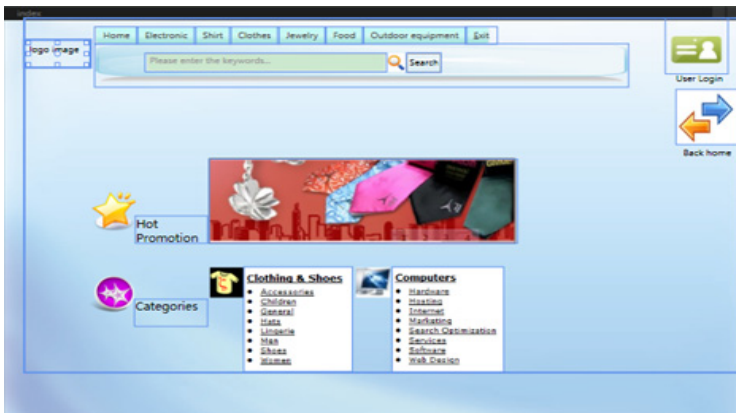 index
Home Electronic Shirt Clothes Jewelry Food Outdoor equipment Exit
logo image
Please enter the keywords... Search
User Login
Back home
Hot
Promotion
Categories
Clothing & Shoes
Accessories
Children
General
Hats
Lingerie
Men
Shoes
Women
Computers
Hardware
Hosting
Internet
Marketing
Search Optimization
Services
Software
Web Design